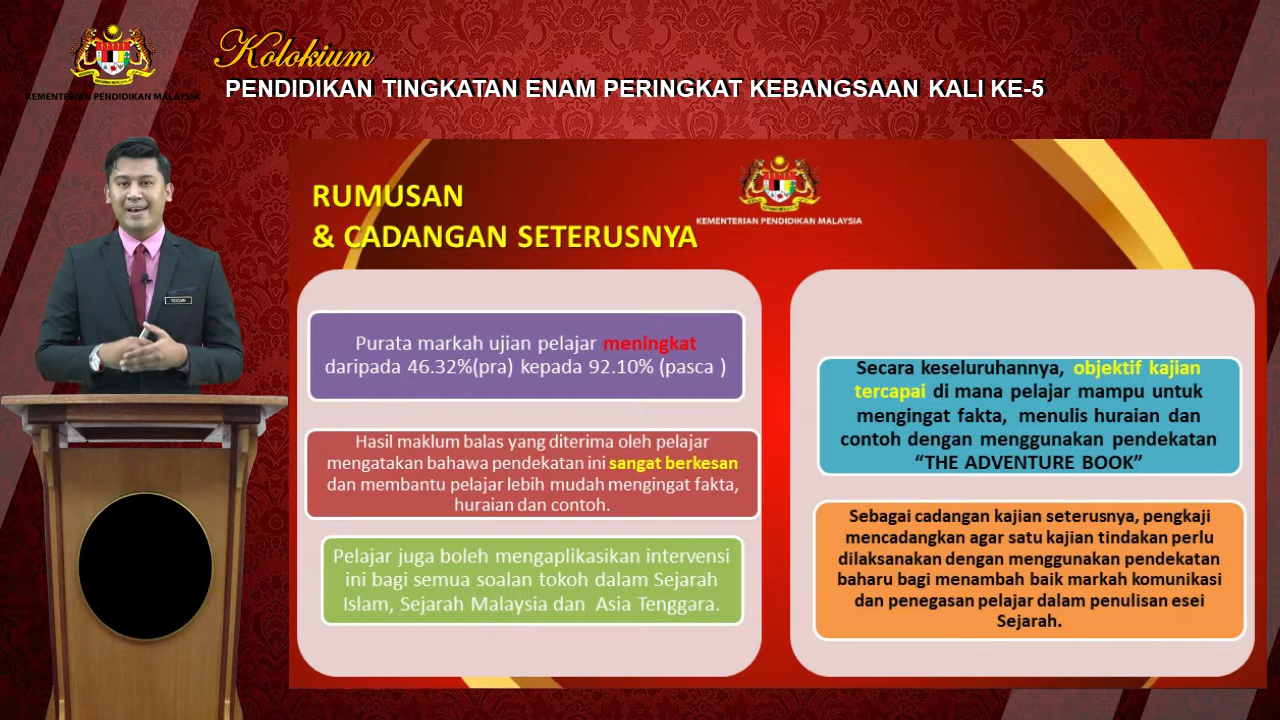 Kolokium
KEMENTERIAN PENDIDIKAN MALAYSIA
PENDIDIKAN TINGKATAN ENAM PERINGKAT KEBANGSAAN KALI KE-5
RUMUSAN
& CADANGAN SETERUSNYA
KEMENTERIAN PENDIDIKAN MALAYSIA
Purata markah ujian pelajar meningkat
daripada 46.32%(pra) kepada 92.10% (pasca )
Hasil maklum balas yang diterima oleh pelajar
mengatakan bahawa pendekatan ini sangat berkesan
dan membantu pelajar lebih mudah mengingat fakta,
huraian dan contoh.
Pelajar juga boleh mengaplikasikan intervensi
ini bagi semua soalan tokoh dalam Sejarah
Islam, Sejarah Malaysia dan Asia Tenggara.
Secara keseluruhannya, objektif kajian
tercapai di mana pelajar mampu untuk
mengingat fakta, menulis huraian dan
contoh dengan menggunakan pendekatan
“THE ADVENTURE BOOK”
Sebagai cadangan kajian seterusnya, pengkaji
mencadangkan agar satu kajian tindakan perlu
dilaksanakan dengan menggunakan pendekatan
baharu bagi menambah baik markah komunikasi
dan penegasan pelajar dalam penulisan esei
Sejarah.